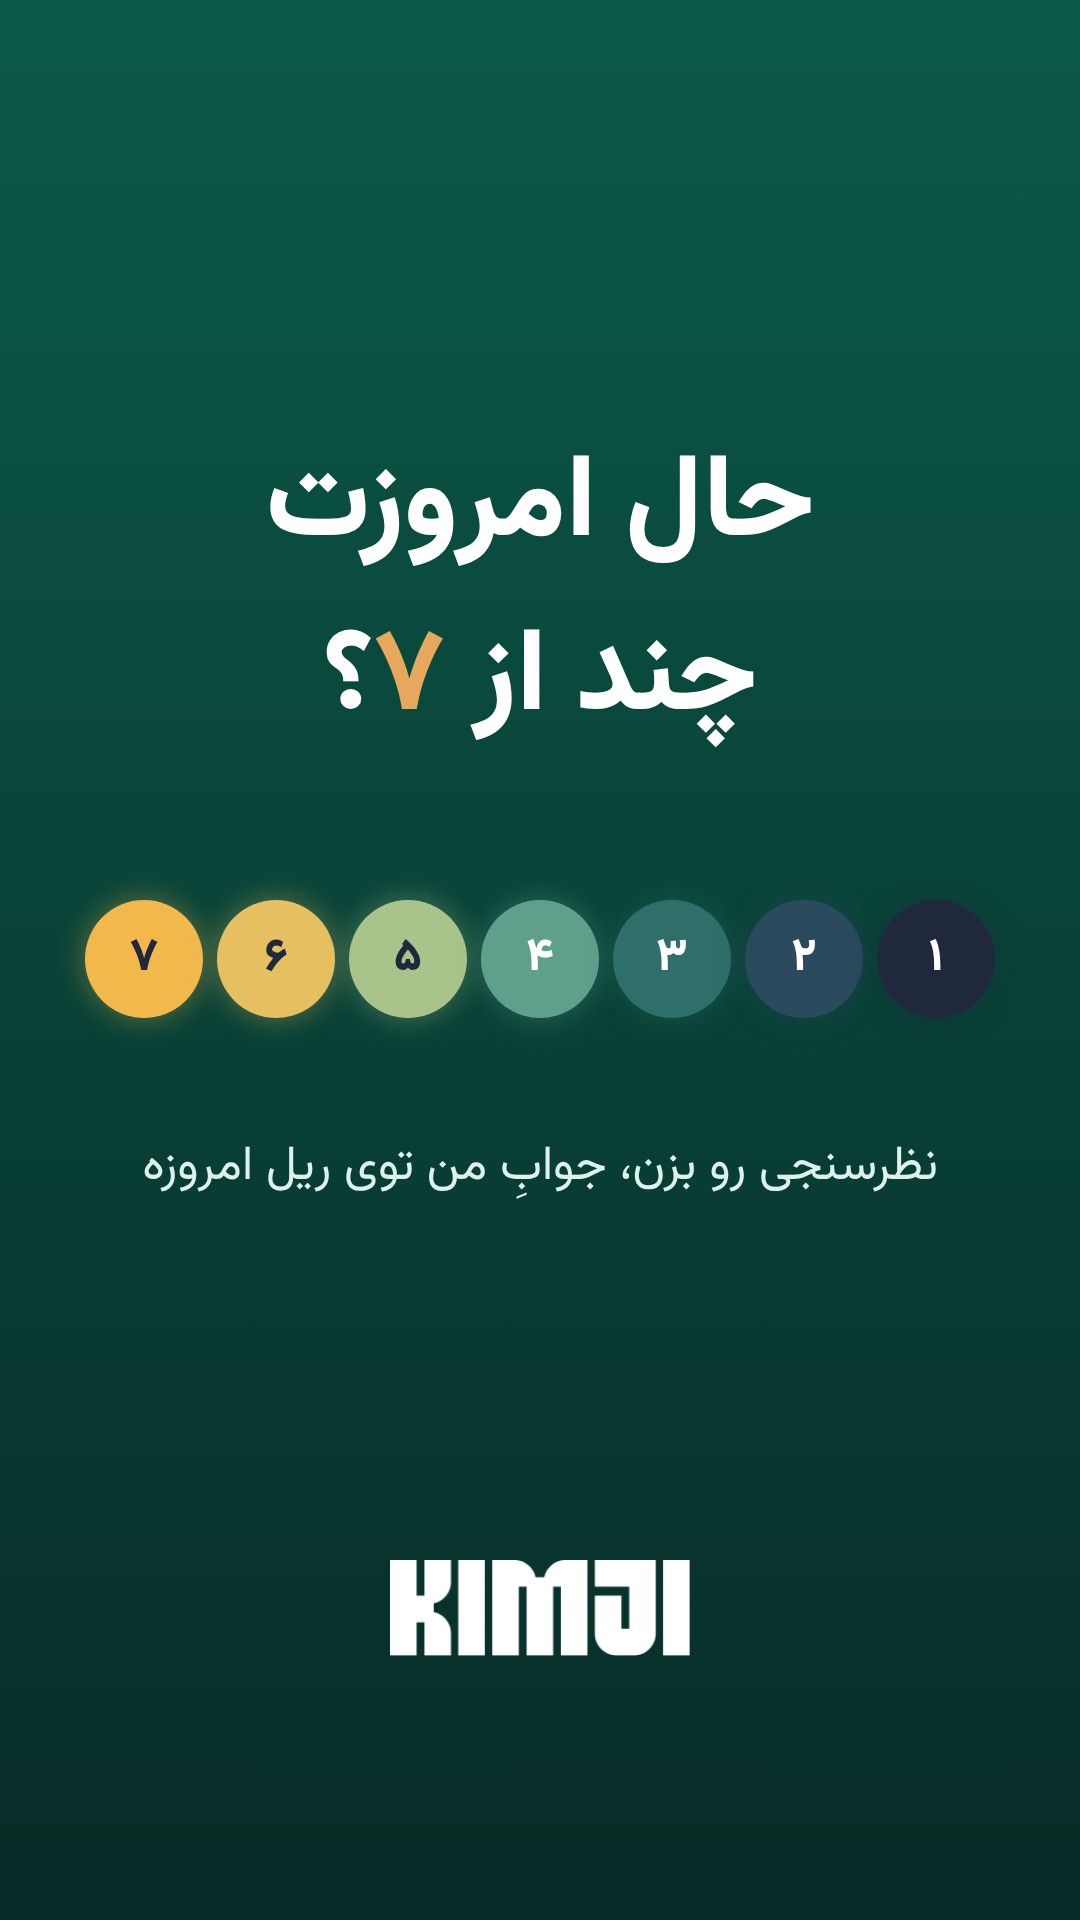 حال امروزت
چند از ۷؟
۱ ۲ ۳ ۴ ۵ ۶ ۷
نظرسنجی رو بزن، جوابِ من توی ریل امروزه
KIMJI